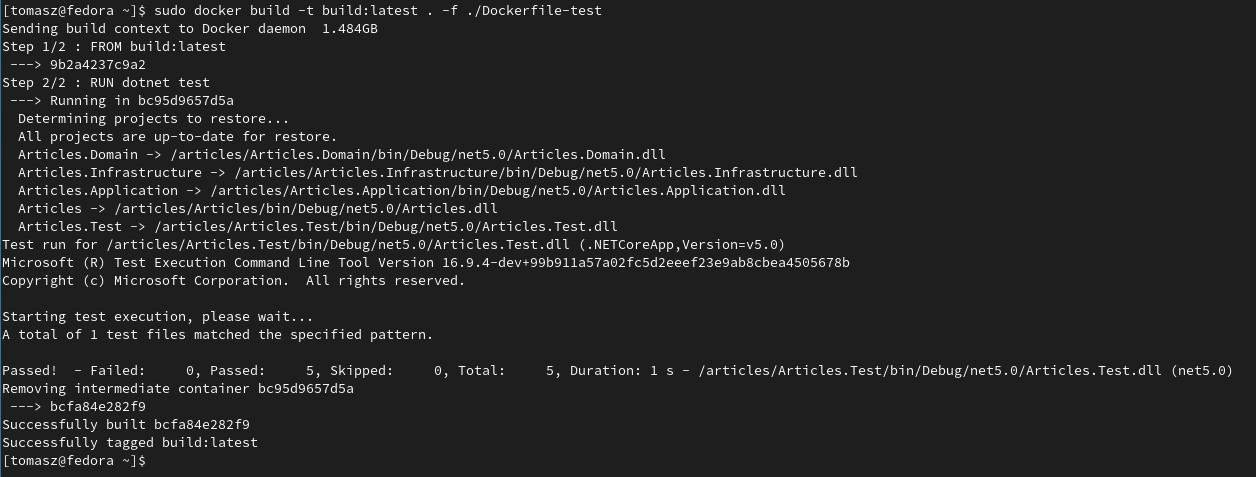 [tomasz@fedora ~]$ sudo docker build -t build:latest . -f ./Dockerfile-test
Sending build context to Docker daemon  1.484GB
Step 1/2 : FROM build:latest
 ---> 9b2a4237c9a2
Step 2/2 : RUN dotnet test
 ---> Running in bc95d9657d5a
  Determining projects to restore...
  All projects are up-to-date for restore.
  Articles.Domain -> /articles/Articles.Domain/bin/Debug/net5.0/Articles.Domain.dll
  Articles.Infrastructure -> /articles/Articles.Infrastructure/bin/Debug/net5.0/Articles.Infrastructure.dll
  Articles.Application -> /articles/Articles.Application/bin/Debug/net5.0/Articles.Application.dll
  Articles -> /articles/Articles/bin/Debug/net5.0/Articles.dll
  Articles.Test -> /articles/Articles.Test/bin/Debug/net5.0/Articles.Test.dll
Test run for /articles/Articles.Test/bin/Debug/net5.0/Articles.Test.dll (.NETCoreApp,Version=v5.0)
Microsoft (R) Test Execution Command Line Tool Version 16.9.4-dev+99b911a57a02fc5d2eeef23e9ab8cbea4505678b
Copyright (c) Microsoft Corporation.  All rights reserved.

Starting test execution, please wait...
A total of 1 test files matched the specified pattern.

Passed!  - Failed:     0, Passed:     5, Skipped:     0, Total:     5, Duration: 1 s - /articles/Articles.Test/bin/Debug/net5.0/Articles.Test.dll (net5.0)
Removing intermediate container bc95d9657d5a
 ---> bcfa84e282f9
Successfully built bcfa84e282f9
Successfully tagged build:latest
[tomasz@fedora ~]$